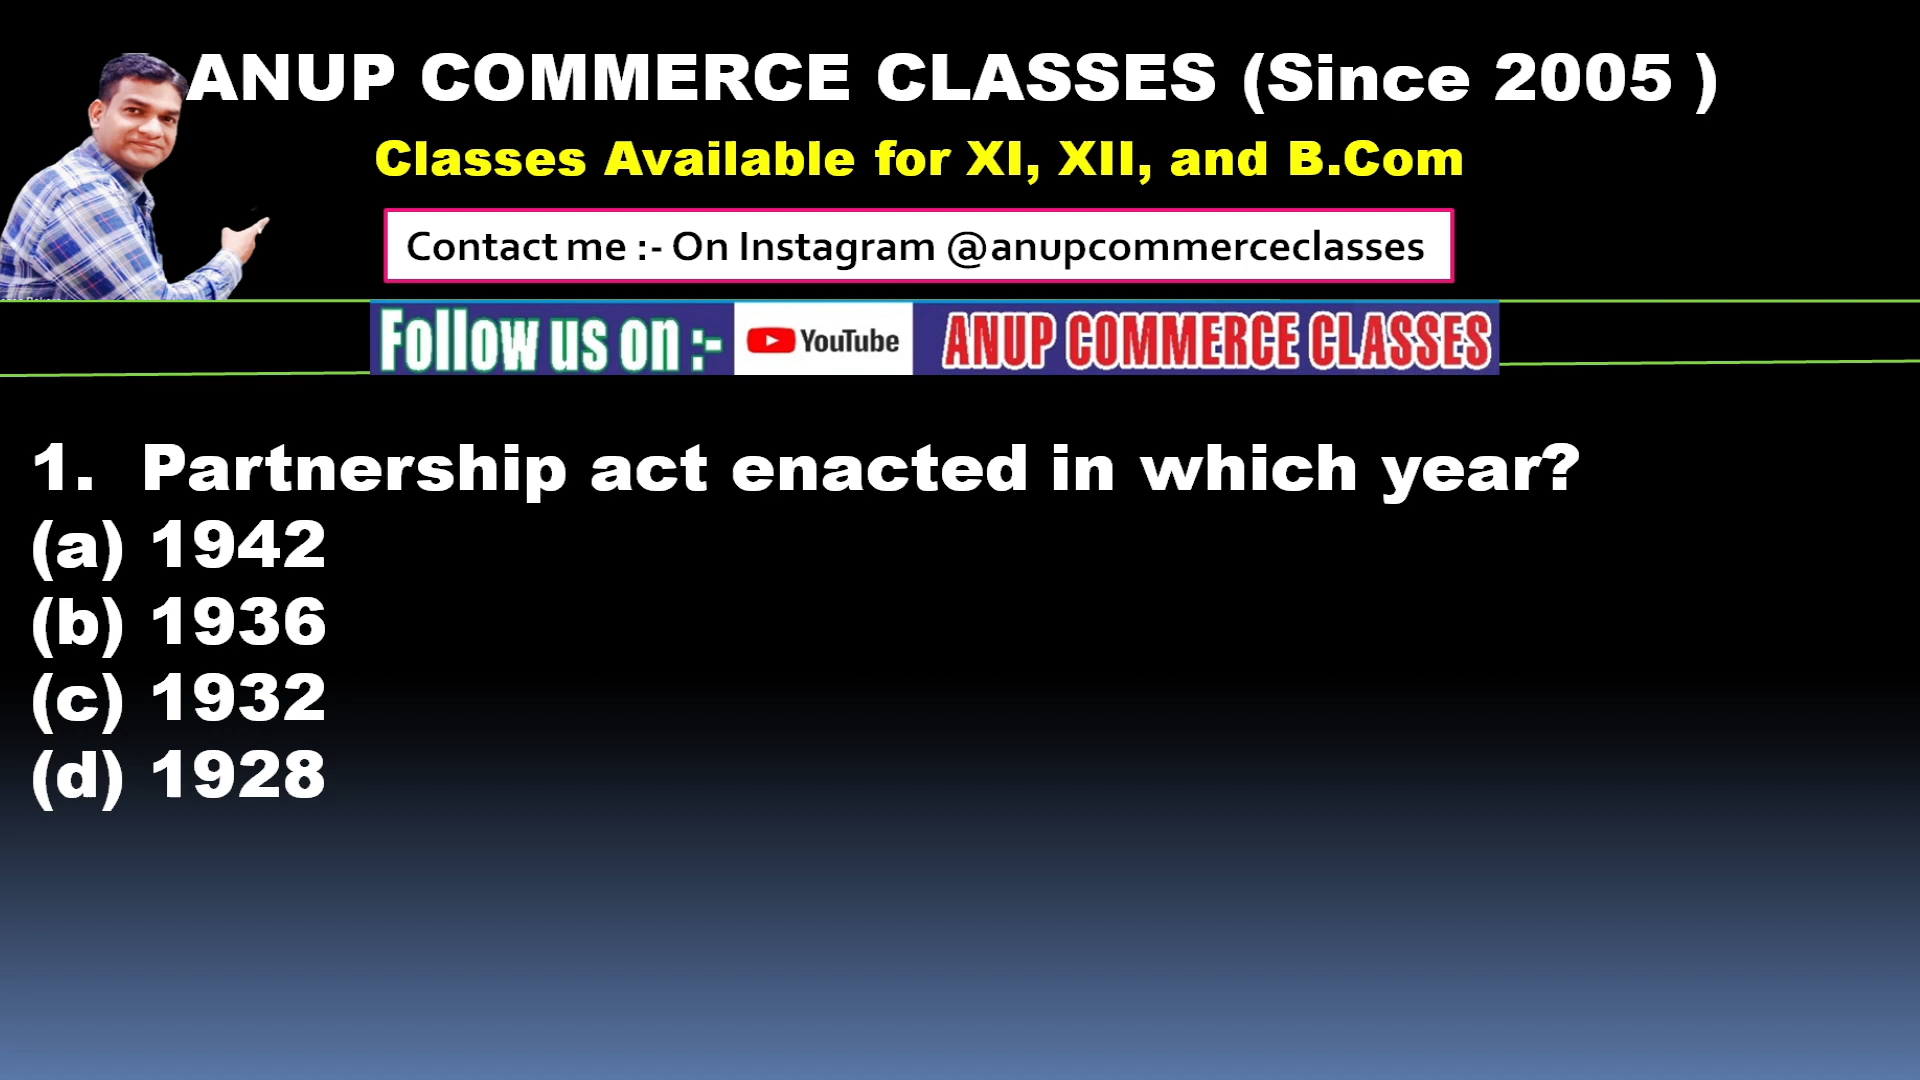 ANUP COMMERCE CLASSES (Since 2005 )
Classes Available for XI, XII, and B.Com
Contact me :- On Instagram @anupcommerceclasses
Follow us on :- YouTube ANUP COMMERCE CLASSES
1. Partnership act enacted in which year?
(a) 1942
(b) 1936
(c) 1932
(d) 1928